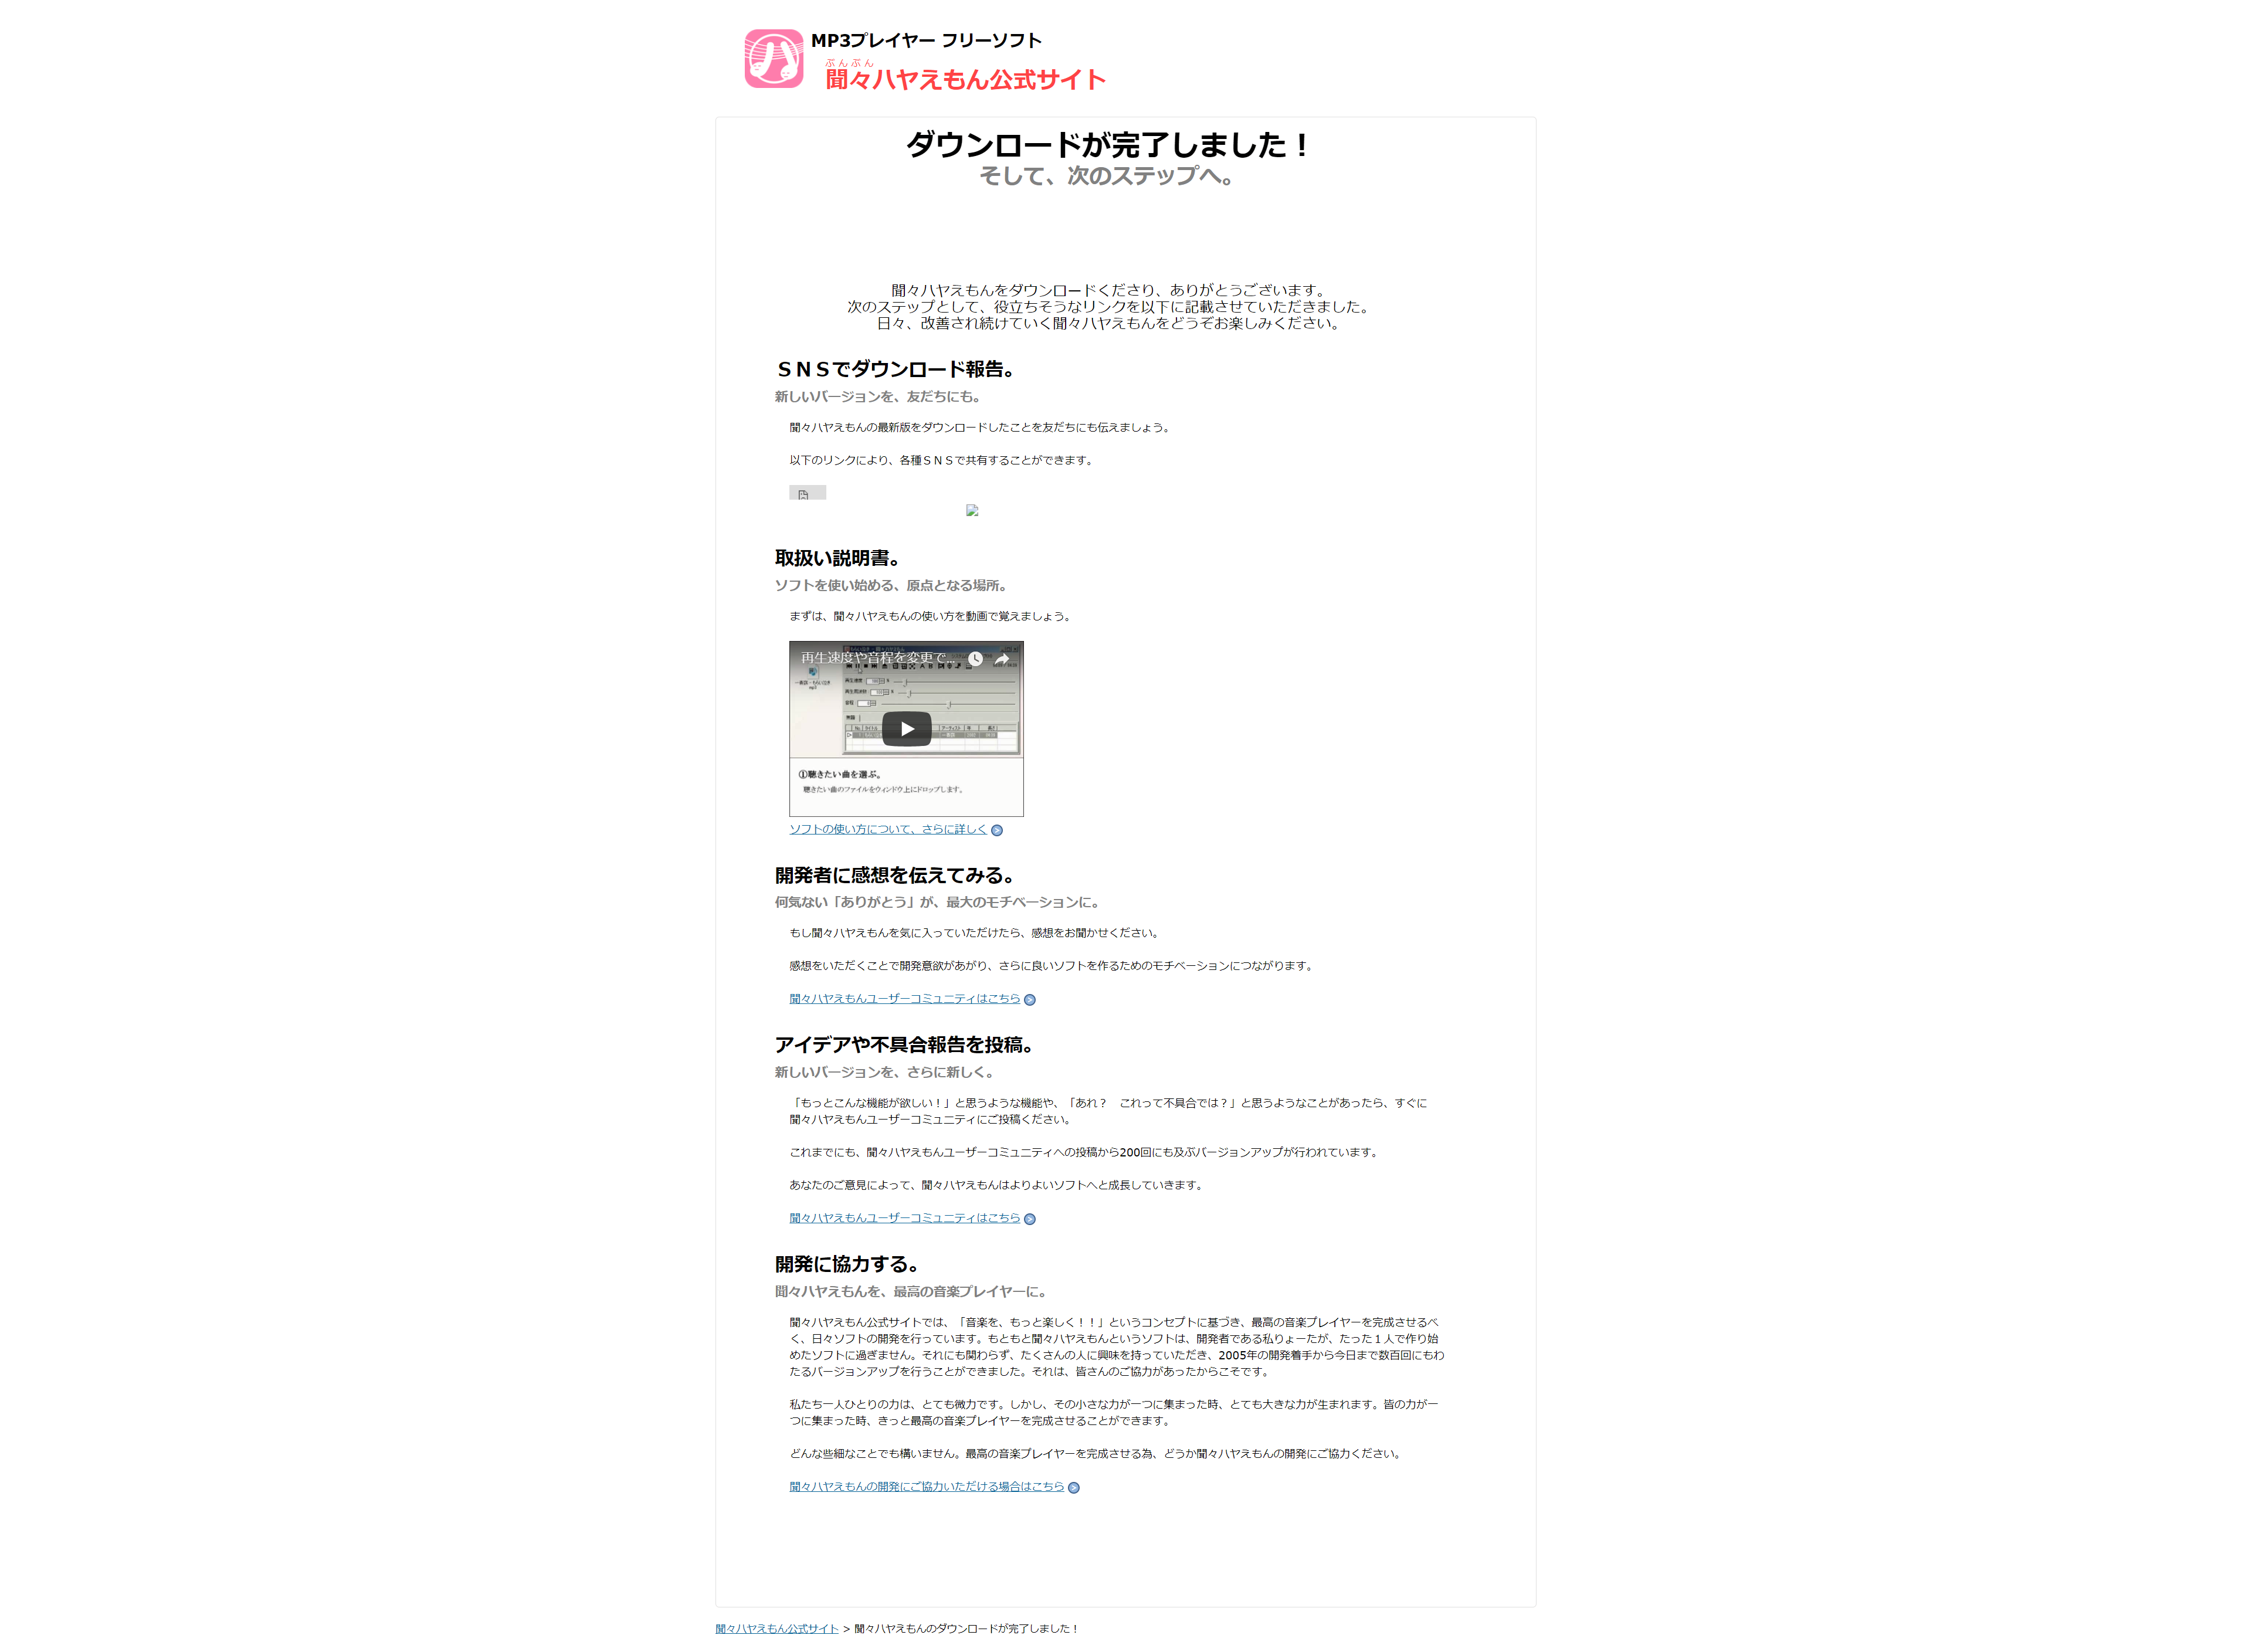 MP3プレイヤー フリーソフト
ぶんぶん
聞々ハヤえもん公式サイト
ダウンロードが完了しました！
そして、次のステップへ。
聞々ハヤえもんをダウンロードくださり、ありがとうございます。
次のステップとして、役立ちそうなリンクを以下に記載させていただきました。
日々、改善され続けていく聞々ハヤえもんをどうぞお楽しみください。
ＳＮＳでダウンロード報告。
新しいバージョンを、友だちにも。
聞々ハヤえもんの最新版をダウンロードしたことを友だちにも伝えましょう。
以下のリンクにより、各種ＳＮＳで共有することができます。
取扱い説明書。
ソフトを使い始める、原点となる場所。
まずは、聞々ハヤえもんの使い方を動画で覚えましょう。
再生速度や音程を変更で...
再生速度
再生周波数
音程
①聴きたい曲を選ぶ。
聴きたい曲のファイルをウィンドウ上にドロップします。
ソフトの使い方について、さらに詳しく
開発者に感想を伝えてみる。
何気ない「ありがとう」が、最大のモチベーションに。
もし聞々ハヤえもんを気に入っていただけたら、感想をお聞かせください。
感想をいただくことで開発意欲があがり、さらに良いソフトを作るためのモチベーションにつながります。
聞々ハヤえもんユーザーコミュニティはこちら
アイデアや不具合報告を投稿。
新しいバージョンを、さらに新しく。
「もっとこんな機能が欲しい！」と思うような機能や、「あれ？　これって不具合では？」と思うようなことがあったら、すぐに
聞々ハヤえもんユーザーコミュニティにご投稿ください。
これまでにも、聞々ハヤえもんユーザーコミュニティへの投稿から200回にも及ぶバージョンアップが行われています。
あなたのご意見によって、聞々ハヤえもんはよりよいソフトへと成長していきます。
聞々ハヤえもんユーザーコミュニティはこちら
開発に協力する。
聞々ハヤえもんを、最高の音楽プレイヤーに。
聞々ハヤえもん公式サイトでは、「音楽を、もっと楽しく！！」というコンセプトに基づき、最高の音楽プレイヤーを完成させるべ
く、日々ソフトの開発を行っています。もともと聞々ハヤえもんというソフトは、開発者である私りょーたが、たった１人で作り始
めたソフトに過ぎません。それにも関わらず、たくさんの人に興味を持っていただき、2005年の開発着手から今日まで数百回にもわ
たるバージョンアップを行うことができました。それは、皆さんのご協力があったからこそです。
私たち一人ひとりの力は、とても微力です。しかし、その小さな力が一つに集まった時、とても大きな力が生まれます。皆の力が一
つに集まった時、きっと最高の音楽プレイヤーを完成させることができます。
どんな些細なことでも構いません。最高の音楽プレイヤーを完成させる為、どうか聞々ハヤえもんの開発にご協力ください。
聞々ハヤえもんの開発にご協力いただける場合はこちら
聞々ハヤえもん公式サイト > 聞々ハヤえもんのダウンロードが完了しました！